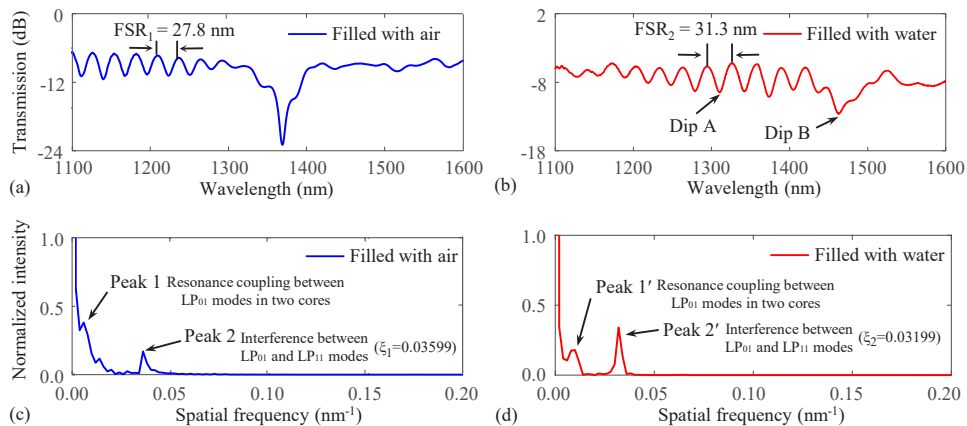 FSR₁ = 27.8 nm
Filled with air
Transmission (dB)
0
-12
-24
1100 1200 1300 1400 1500 1600
Wavelength (nm)
(a)
FSR₂ = 31.3 nm
Filled with water
Dip A
Dip B
2
-8
-18
1100 1200 1300 1400 1500 1600
Wavelength (nm)
(b)
Filled with air
Peak 1 Resonance coupling between
LP₀₁ modes in two cores
Peak 2 Interference between
LP₀₁ and LP₁₁ modes (ξ₁=0.03599)
Normalized intensity
1.0
0.5
0.0
0.00 0.05 0.10 0.15 0.20
Spatial frequency (nm⁻¹)
(c)
Filled with water
Peak 1′ Resonance coupling between
LP₀₁ modes in two cores
Peak 2′ Interference between
LP₀₁ and LP₁₁ modes (ξ₂=0.03199)
1.0
0.5
0.0
0.00 0.05 0.10 0.15 0.20
Spatial frequency (nm⁻¹)
(d)